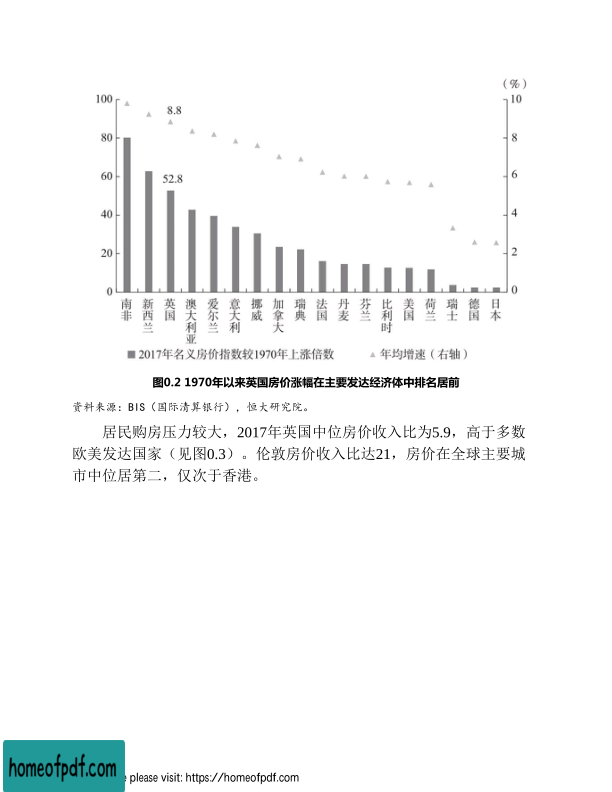 （%）
100
80
60
40
20
0
10
8
6
4
2
0
8.8
52.8
南非
新西兰
英国
澳大利亚
爱尔兰
意大利
挪威
加拿大
瑞典
法国
丹麦
芬兰
比利时
美国
荷兰
瑞士
德国
日本
2017年名义房价指数较1970年上涨倍数
年均增速（右轴）
图0.2 1970年以来英国房价涨幅在主要发达经济体中排名居前
资料来源：BIS（国际清算银行），恒大研究院。
居民购房压力较大，2017年英国中位房价收入比为5.9，高于多数
欧美发达国家（见图0.3）。伦敦房价收入比达21，房价在全球主要城
市中位居第二，仅次于香港。
homeofpdf.com
please visit: https://homeofpdf.com